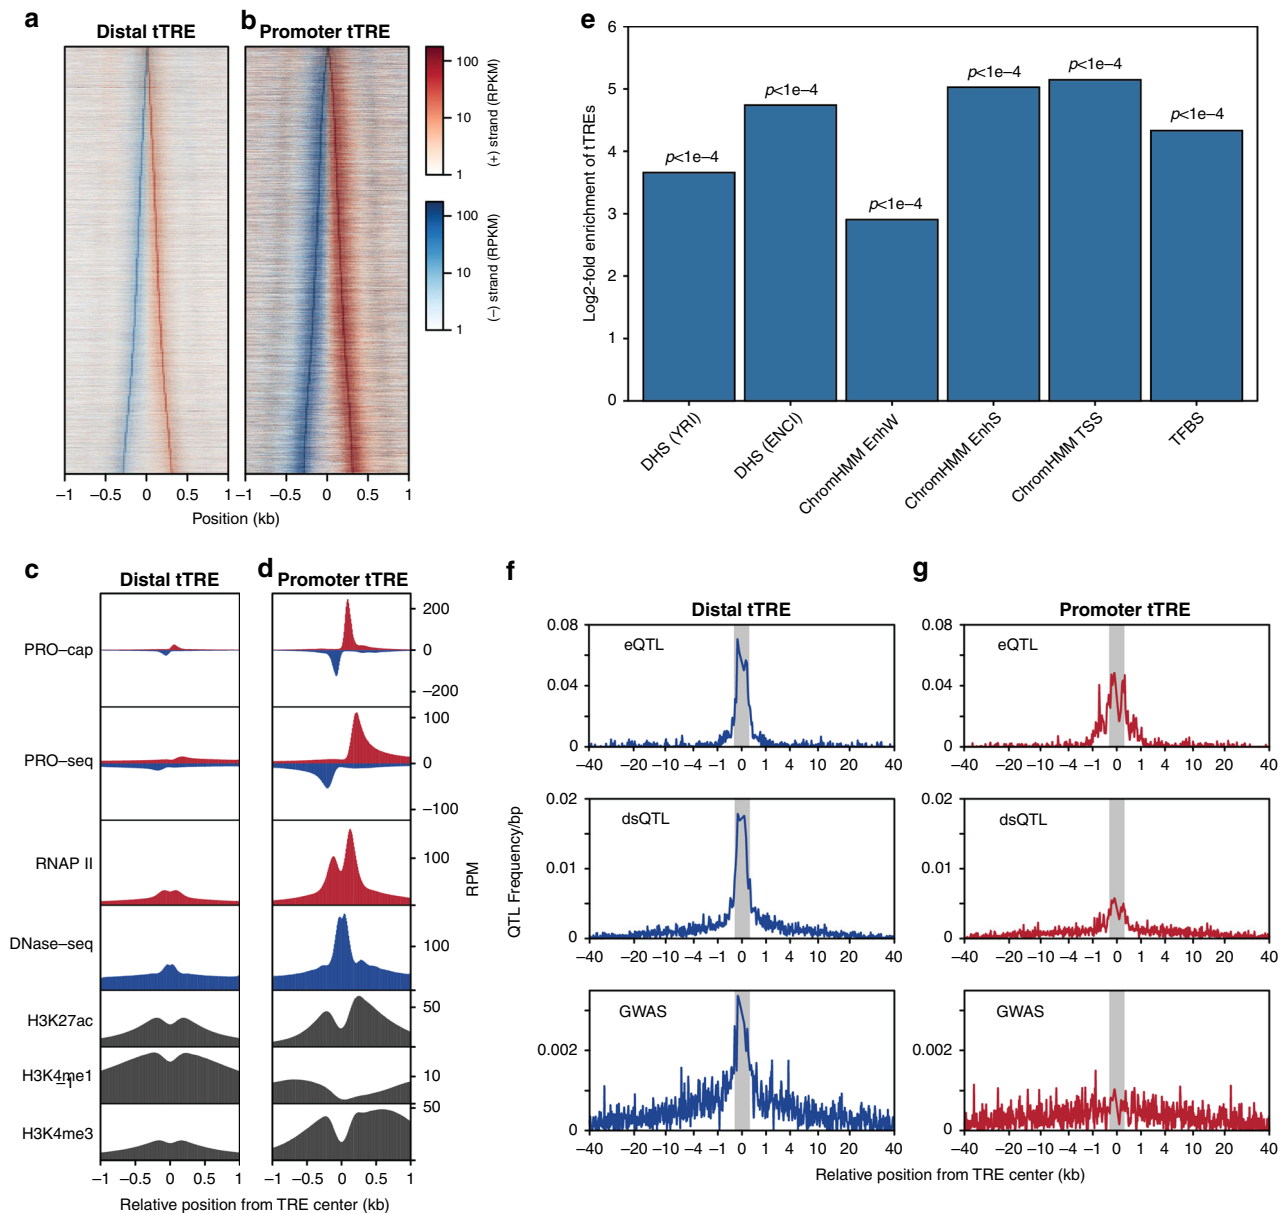 a
Distal tTRE
b
Promoter tTRE
100
10
1
(+) strand (RPKM)
100
10
1
(−) strand (RPKM)
−1 −0.5 0 0.5 1
−1 −0.5 0 0.5 1
Position (kb)
e
Log2-fold enrichment of tTREs
6
5
4
3
2
1
0
p<1e−4
p<1e−4
p<1e−4
p<1e−4
p<1e−4
p<1e−4
DHS (YRI)
DHS (ENCI)
ChromHMM EnhW
ChromHMM EnhS
ChromHMM TSS
TFBS
c
Distal tTRE
d
Promoter tTRE
PRO−cap
200
0
−200
PRO−seq
100
0
−100
RNAP II
100
RPM
DNase−seq
100
H3K27ac
50
H3K4me1
−1
10
H3K4me3
50
−1 −0.5 0 0.5 1
−1 −0.5 0 0.5 1
Relative position from TRE center (kb)
f
Distal tTRE
QTL Frequency/bp
eQTL
0.08
0.04
0
−40 −20 −10 −4 −1 0 1 4 10 20 40
dsQTL
0.02
0.01
0
−40 −20 −10 −4 −1 0 1 4 10 20 40
GWAS
0.002
0
−40 −20 −10 −4 −1 0 1 4 10 20 40
g
Promoter tTRE
eQTL
0.08
0.04
0
−40 −20 −10 −4 −1 0 1 4 10 20 40
dsQTL
0.02
0.01
0
−40 −20 −10 −4 −1 0 1 4 10 20 40
GWAS
0.002
0
−40 −20 −10 −4 −1 0 1 4 10 20 40
Relative position from TRE center (kb)